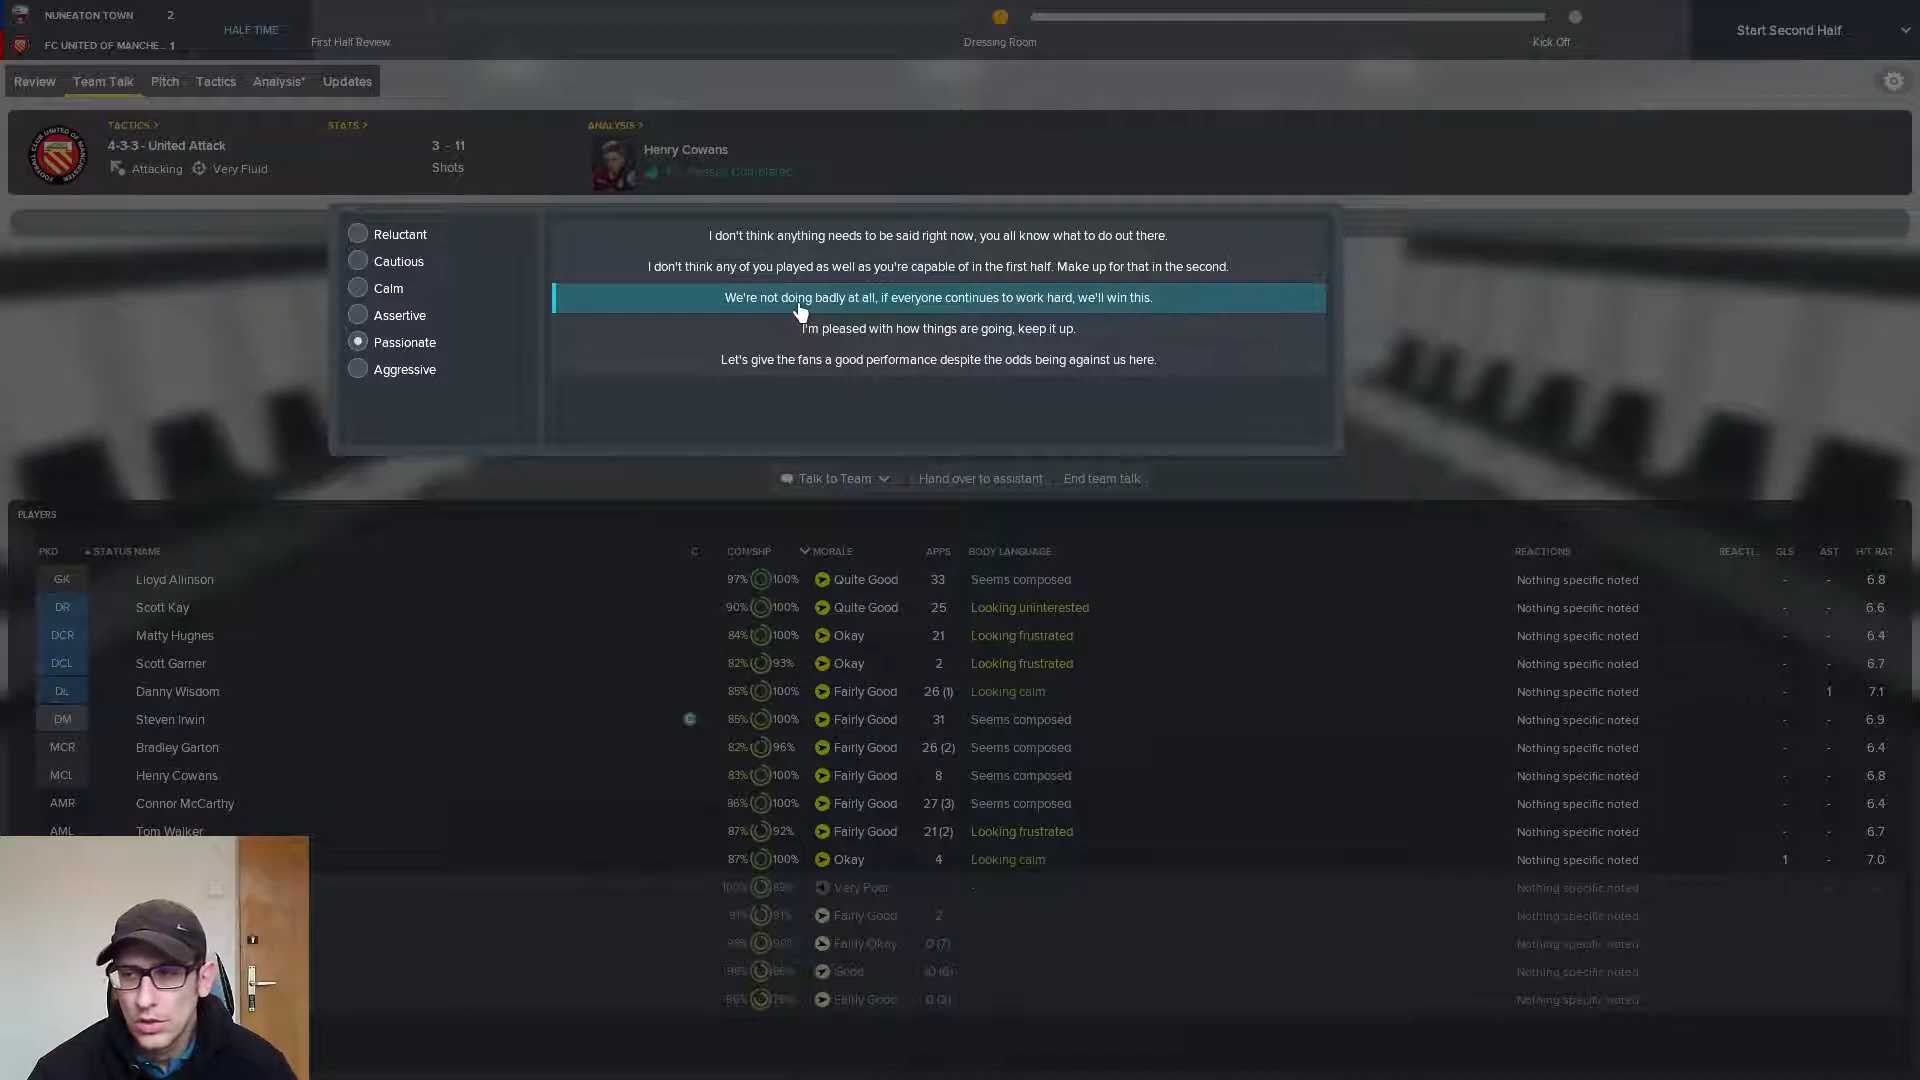 NUNEATON TOWN 2
FC UNITED OF MANCHE... 1
HALF TIME
First Half Review
Dressing Room
Kick Off
Start Second Half
Review Team Talk Pitch Tactics Analysis* Updates
TACTICS >
4-3-3 - United Attack
Attacking Very Fluid
STATS >
3 - 11
Shots
ANALYSIS >
Henry Cowans
Passes Completed
Reluctant
Cautious
Calm
Assertive
Passionate
Aggressive
I don't think anything needs to be said right now, you all know what to do out there.
I don't think any of you played as well as you're capable of in the first half. Make up for that in the second.
We're not doing badly at all, if everyone continues to work hard, we'll win this.
I'm pleased with how things are going, keep it up.
Let's give the fans a good performance despite the odds being against us here.
Talk to Team Hand over to assistant End team talk...
PLAYERS
PKD STATUS NAME C CON/SHP MORALE APPS BODY LANGUAGE REACTIONS REACTI... GLS AST H/T RAT
GK Lloyd Allinson 97% 100% Quite Good 33 Seems composed Nothing specific noted - - 6.8
DR Scott Kay 90% 100% Quite Good 25 Looking uninterested Nothing specific noted - - 6.6
DCR Matty Hughes 84% 100% Okay 21 Looking frustrated Nothing specific noted - - 6.4
DCL Scott Garner 82% 93% Okay 2 Looking frustrated Nothing specific noted - - 6.7
DL Danny Wisdom 85% 100% Fairly Good 26 (1) Looking calm Nothing specific noted - 1 7.1
DM Steven Irwin C 85% 100% Fairly Good 31 Seems composed Nothing specific noted - - 6.9
MCR Bradley Garton 82% 96% Fairly Good 26 (2) Seems composed Nothing specific noted - - 6.4
MCL Henry Cowans 83% 100% Fairly Good 8 Seems composed Nothing specific noted - - 6.8
AMR Connor McCarthy 86% 100% Fairly Good 27 (3) Seems composed Nothing specific noted - - 6.4
AML Tom Walker 87% 92% Fairly Good 21 (2) Looking frustrated Nothing specific noted - - 6.7
87% 100% Okay 4 Looking calm Nothing specific noted 1 - 7.0
100% Very Poor - Nothing specific noted
91% 91% Fairly Good 2 Nothing specific noted
Fairly Okay 0 (7) Nothing specific noted
Good 0 (6) Nothing specific noted
Fairly Good 0 (3) Nothing specific noted